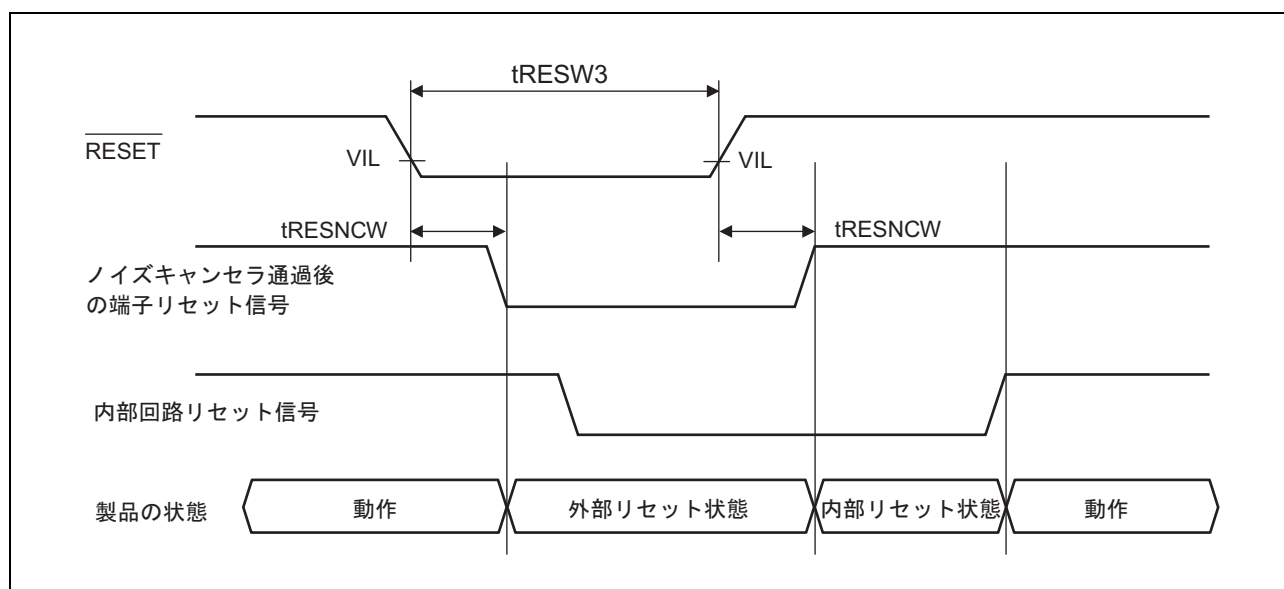 tRESW3
RESET
VIL
VIL
tRESNCW
tRESNCW
ノイズキャンセラ通過後
の端子リセット信号
内部回路リセット信号
製品の状態
動作
外部リセット状態
内部リセット状態
動作